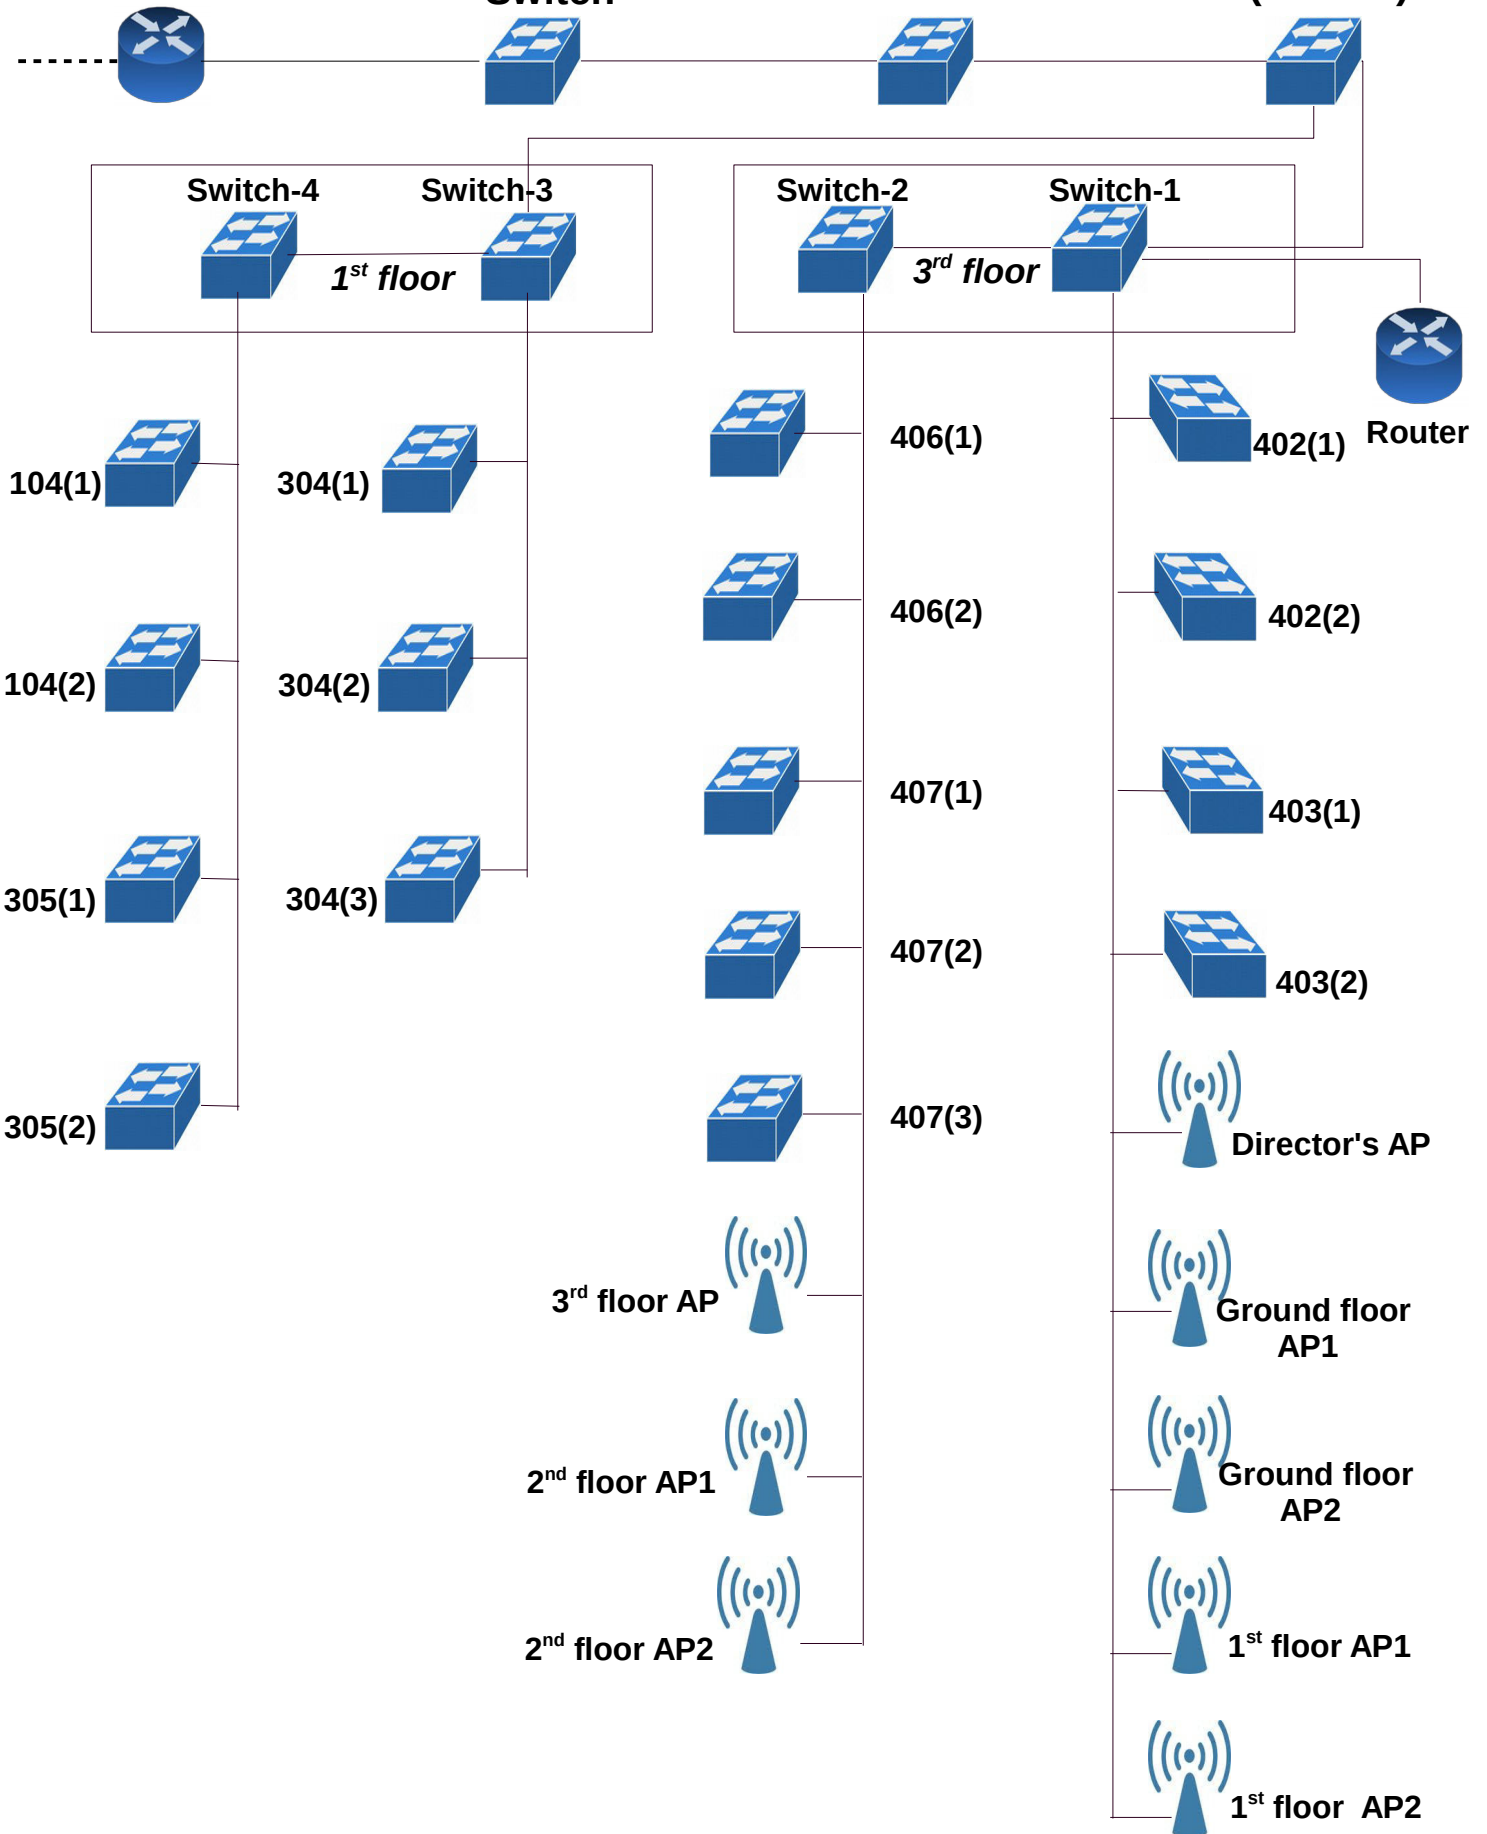 Switch
Switch-4
Switch-3
Switch-2
Switch-1
1st floor
3rd floor
Router
406(1)
402(1)
104(1)
304(1)
406(2)
402(2)
104(2)
304(2)
407(1)
403(1)
305(1)
304(3)
407(2)
403(2)
305(2)
407(3)
Director's AP
3rd floor AP
Ground floor
AP1
2nd floor AP1
Ground floor
AP2
2nd floor AP2
1st floor AP1
1st floor  AP2